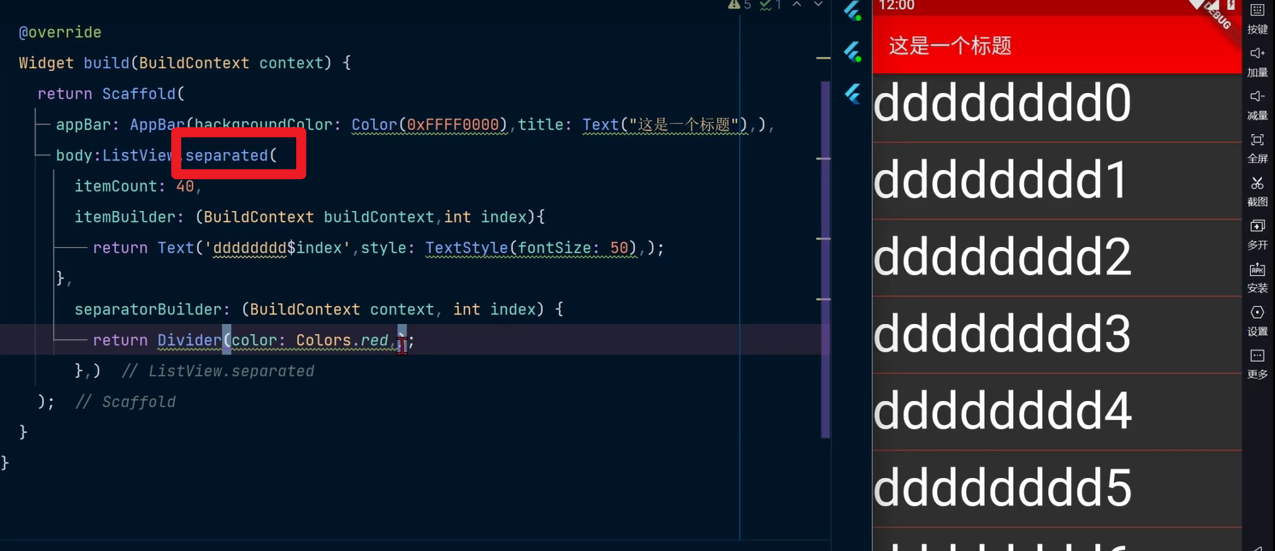 5 1
@override
Widget build(BuildContext context) {
return Scaffold(
appBar: AppBar(backgroundColor: Color(0xFFFF0000),title: Text("这是一个标题"),),
body:ListView.separated(
itemCount: 40,
itemBuilder: (BuildContext buildContext,int index){
return Text('dddddddd$index',style: TextStyle(fontSize: 50),);
},
separatorBuilder: (BuildContext context, int index) {
return Divider(color: Colors.red,);
},) // ListView.separated
); // Scaffold
}
}
12:00
DEBUG
这是一个标题
dddddddd0
dddddddd1
dddddddd2
dddddddd3
dddddddd4
dddddddd5
按键
加量
减量
全屏
截图
多开
APK
安装
设置
更多